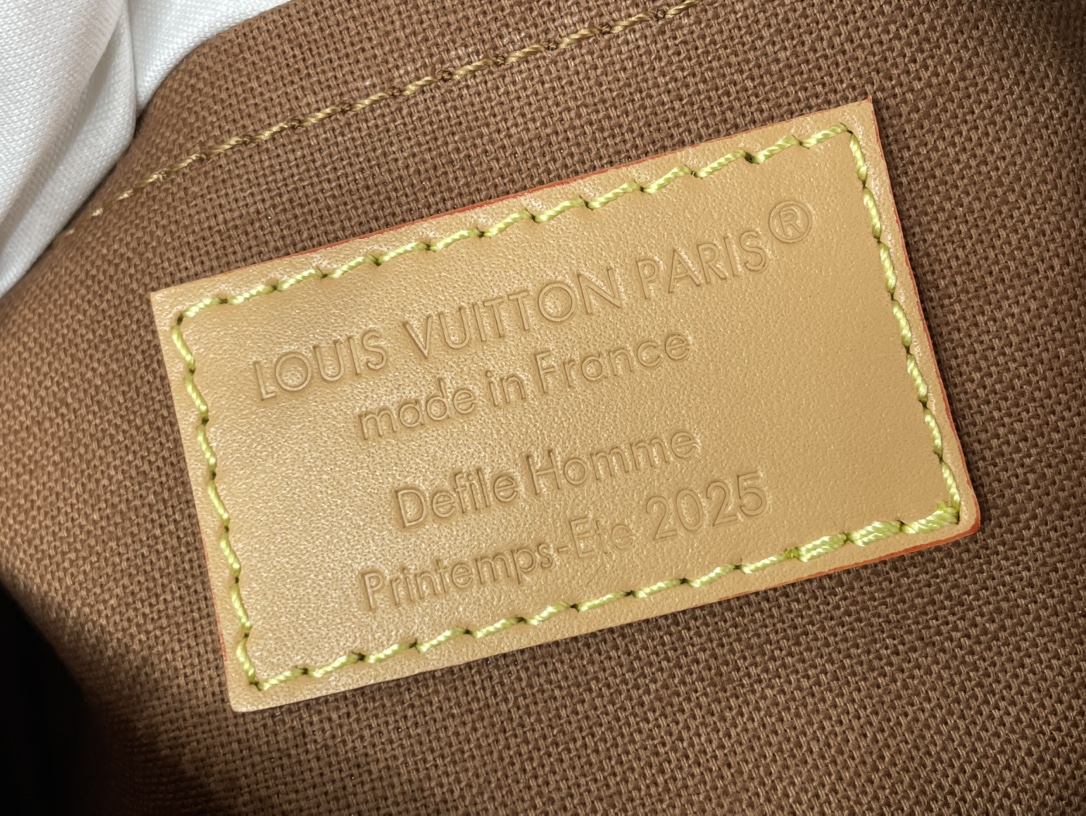 LOUIS VUITTON PARIS®
made in France
Defile Homme
Printemps-Ete 2025